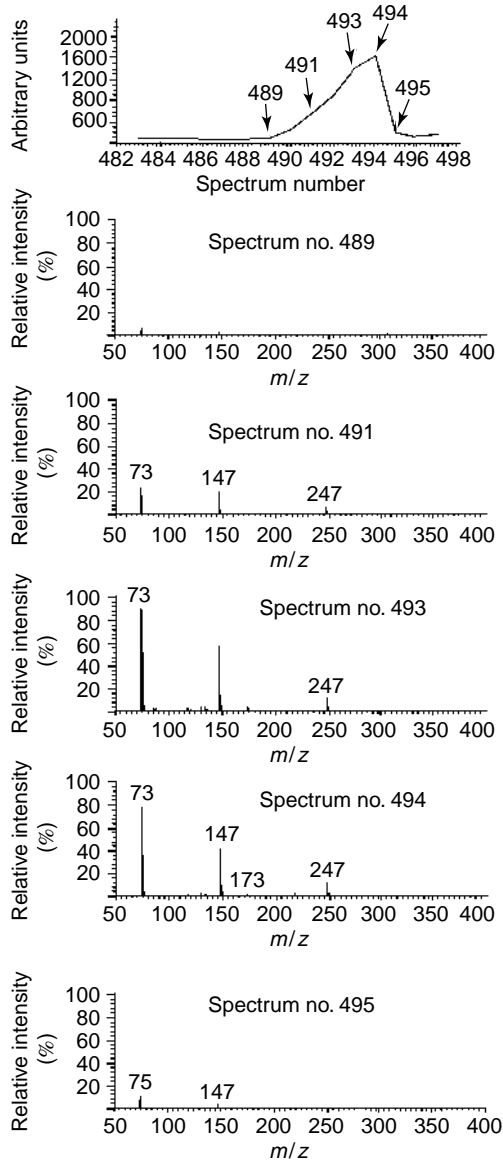 Arbitrary units
2000
1600
1200
800
600
489
491
493
494
495
482 484 486 488 490 492 494 496 498
Spectrum number
Relative intensity
(%)
100
80
60
40
20
Spectrum no. 489
50 100 150 200 250 300 350 400
m/z
Relative intensity
(%)
100
80
60
40
20
Spectrum no. 491
73
147
247
50 100 150 200 250 300 350 400
m/z
Relative intensity
(%)
100
80
60
40
20
73
Spectrum no. 493
247
50 100 150 200 250 300 350 400
m/z
Relative intensity
(%)
100
80
60
40
20
73
Spectrum no. 494
147
173
247
50 100 150 200 250 300 350 400
m/z
Relative intensity
(%)
100
80
60
40
20
Spectrum no. 495
75
147
50 100 150 200 250 300 350 400
m/z